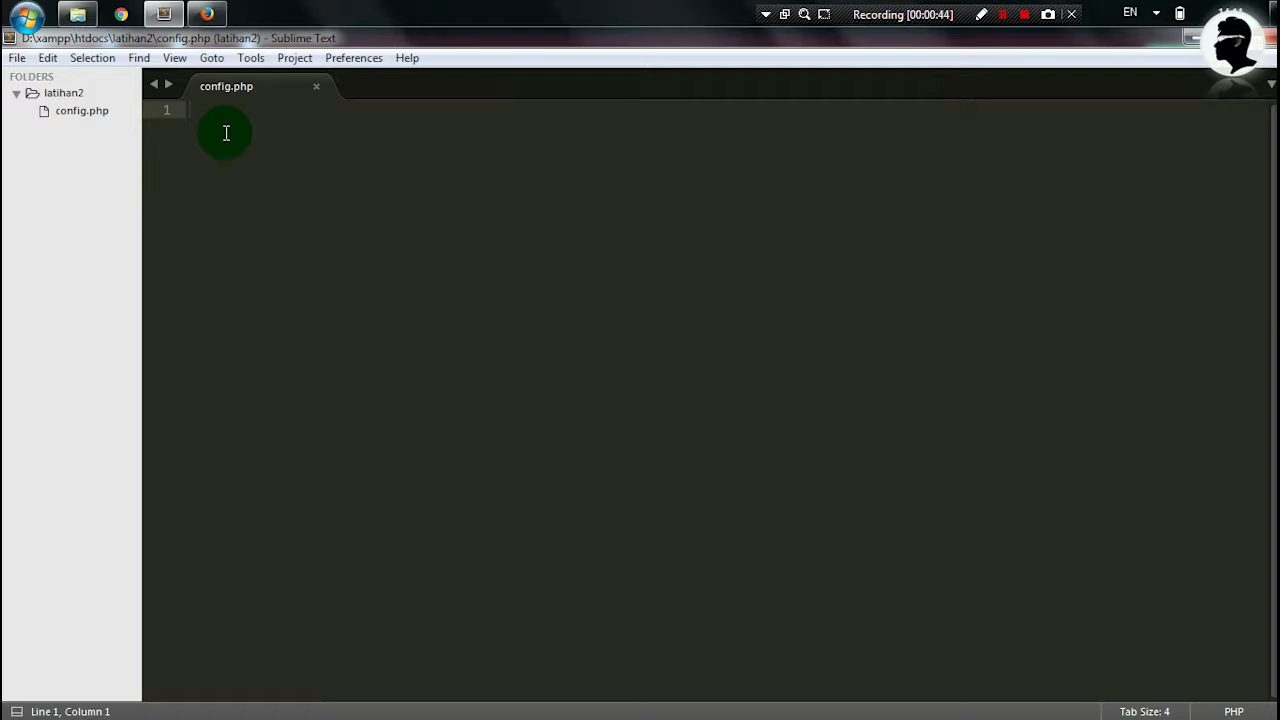 Recording [00:00:44]
EN
D:\xampp\htdocs\latihan2\config.php (latihan2) - Sublime Text
File Edit Selection Find View Goto Tools Project Preferences Help
FOLDERS
latihan2
config.php
config.php
1
Line 1, Column 1
Tab Size: 4
PHP